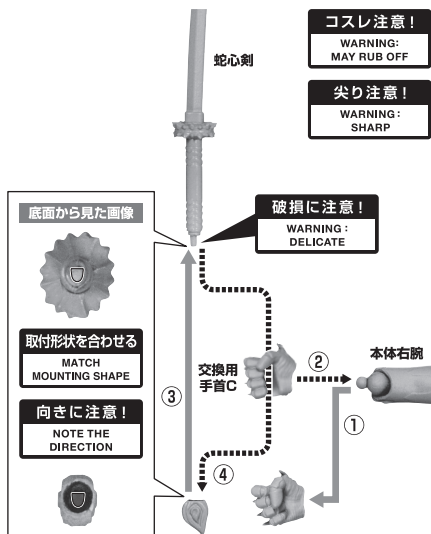 コスレ注意！
WARNING:
MAY RUB OFF
蛇心剣
尖り注意！
WARNING:
SHARP
底面から見た画像
破損に注意！
WARNING:
DELICATE
取付形状を合わせる
MATCH
MOUNTING SHAPE
交換用
手首C
②
本体右腕
③
①
向きに注意！
NOTE THE
DIRECTION
④